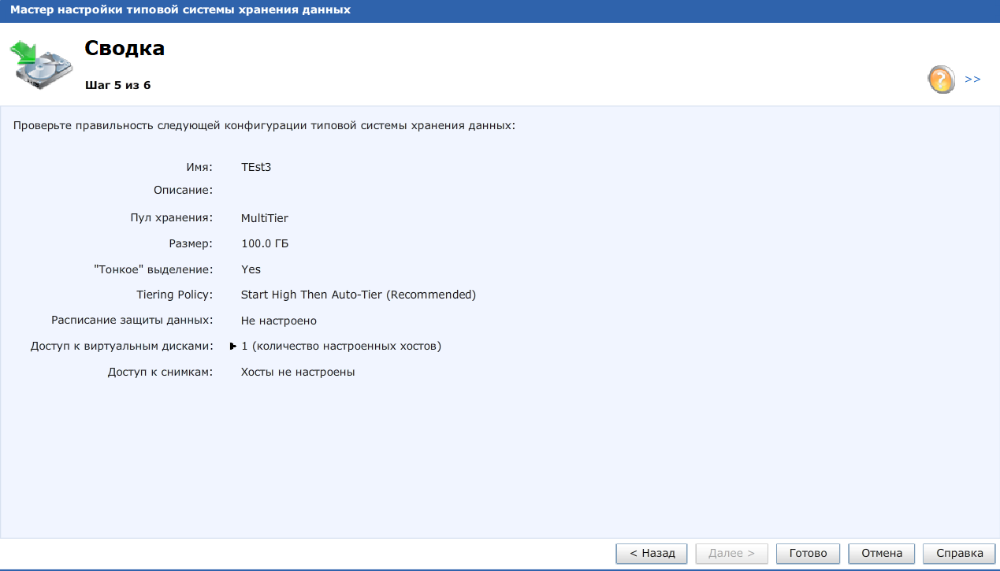 Мастер настройки типовой системы хранения данных
Сводка
Шаг 5 из 6
? >>
Проверьте правильность следующей конфигурации типовой системы хранения данных:
Имя: TEst3
Описание:
Пул хранения: MultiTier
Размер: 100.0 ГБ
"Тонкое" выделение: Yes
Tiering Policy: Start High Then Auto-Tier (Recommended)
Расписание защиты данных: Не настроено
Доступ к виртуальным дисками: 1 (количество настроенных хостов)
Доступ к снимкам: Хосты не настроены
< Назад Далее > Готово Отмена Справка